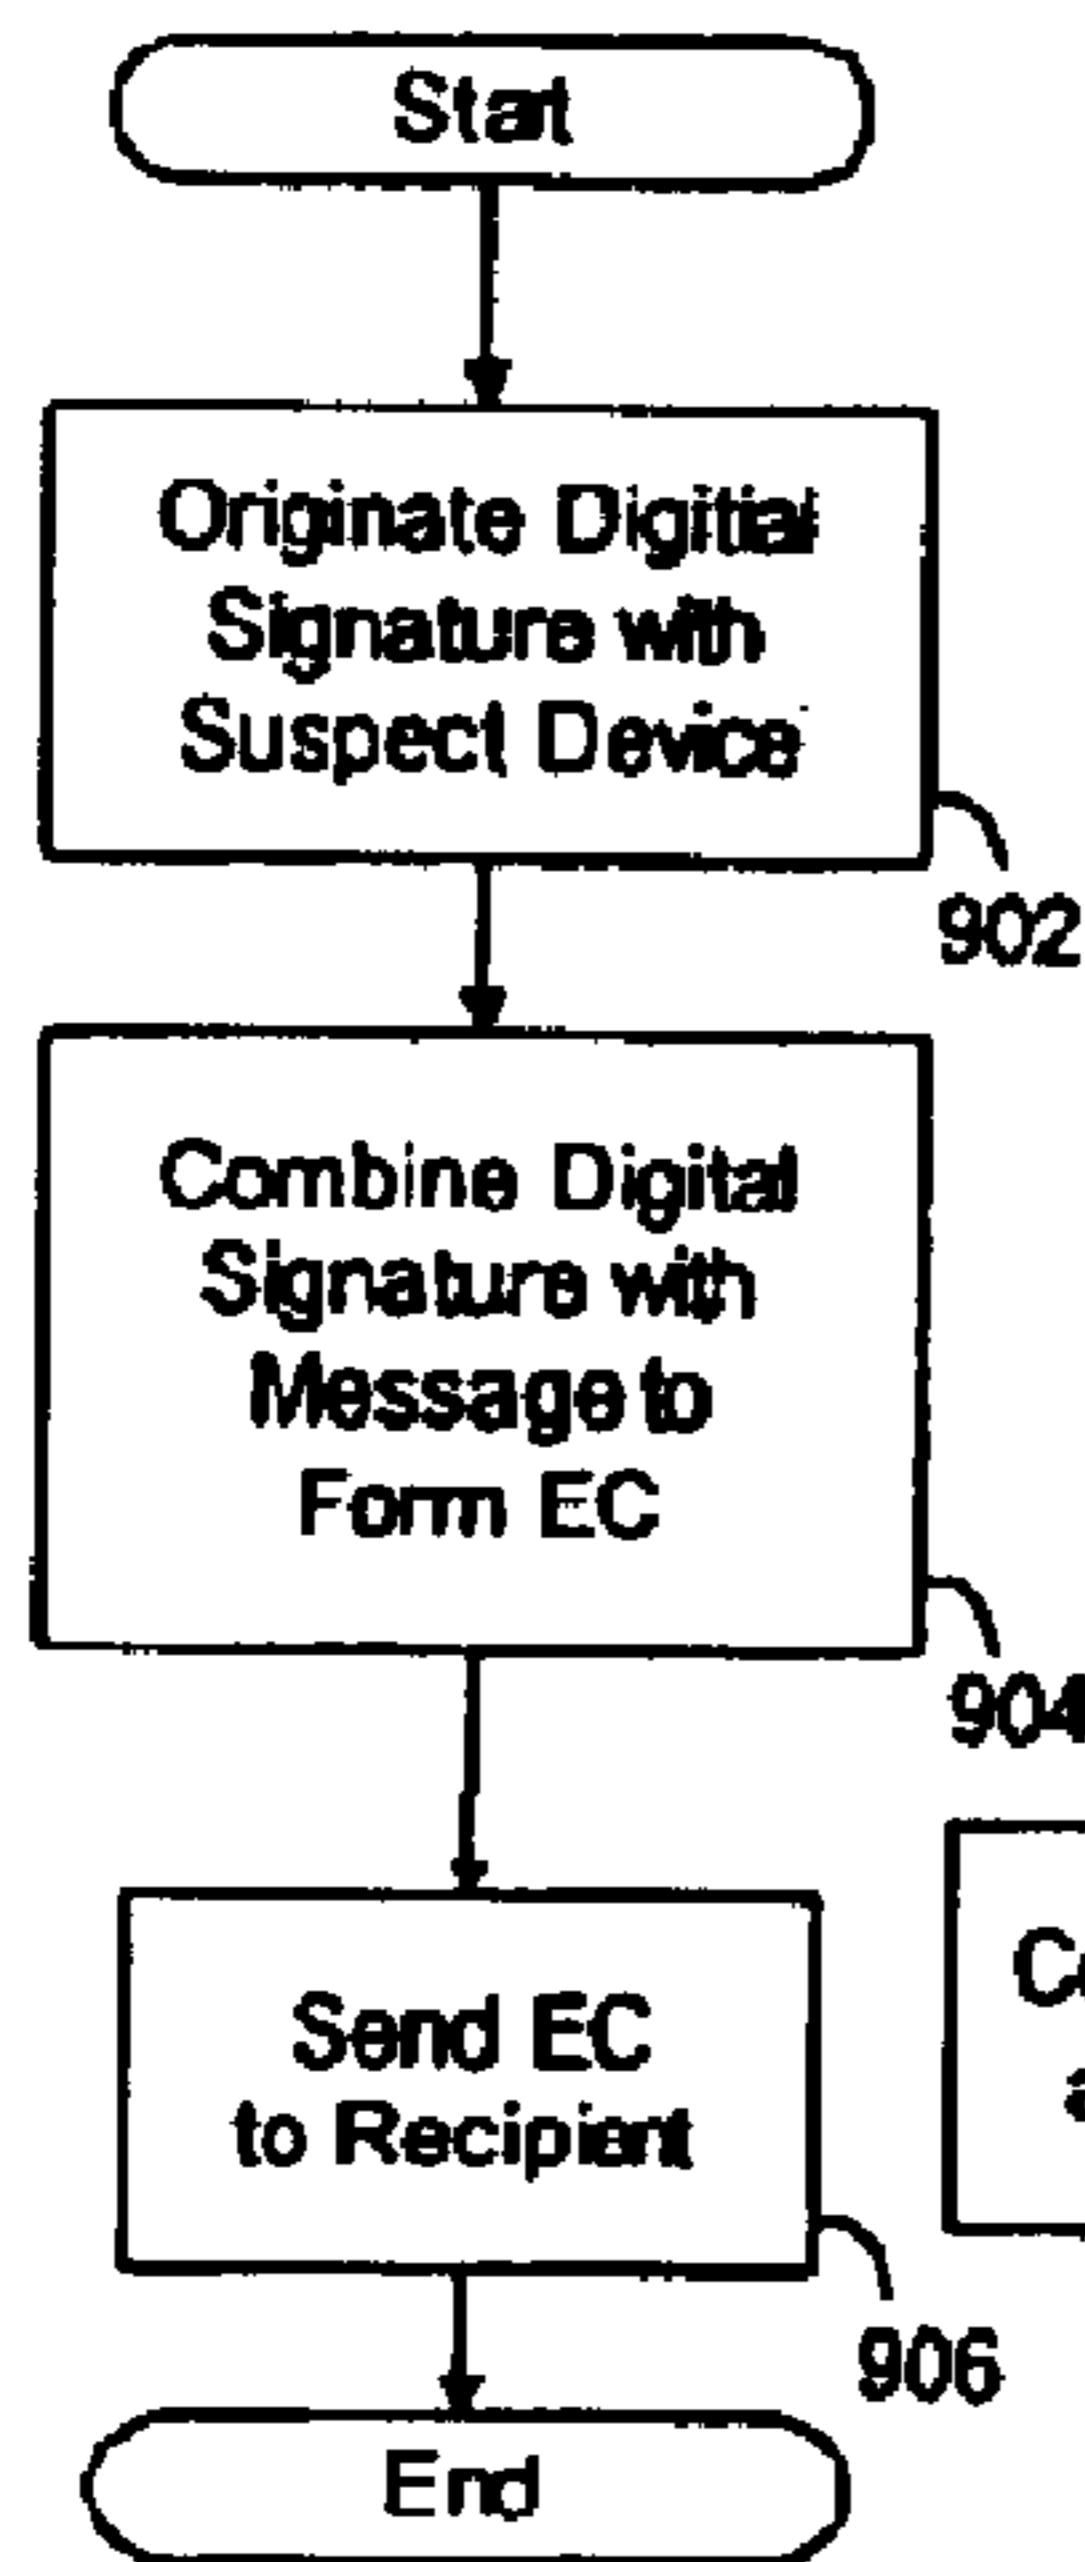 Start
Originate Digitial
Signature with
Suspect Device
902
Combine Digital
Signature with
Message to
Form EC
904
Send EC
to Recipient
906
End